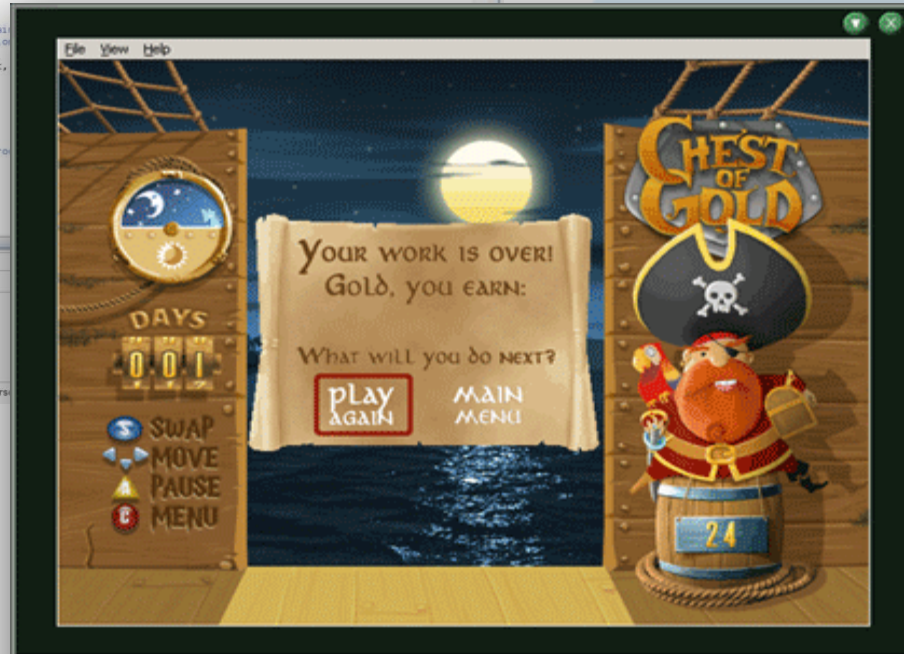 File View Help
CHEST
OF
GOLD
YOUR WORK IS OVER!
GOLD, YOU EARN:
DAYS
001
WHAT WILL YOU DO NEXT?
PLAY
AGAIN
MAIN
MENU
SWAP
MOVE
A PAUSE
C MENU
24